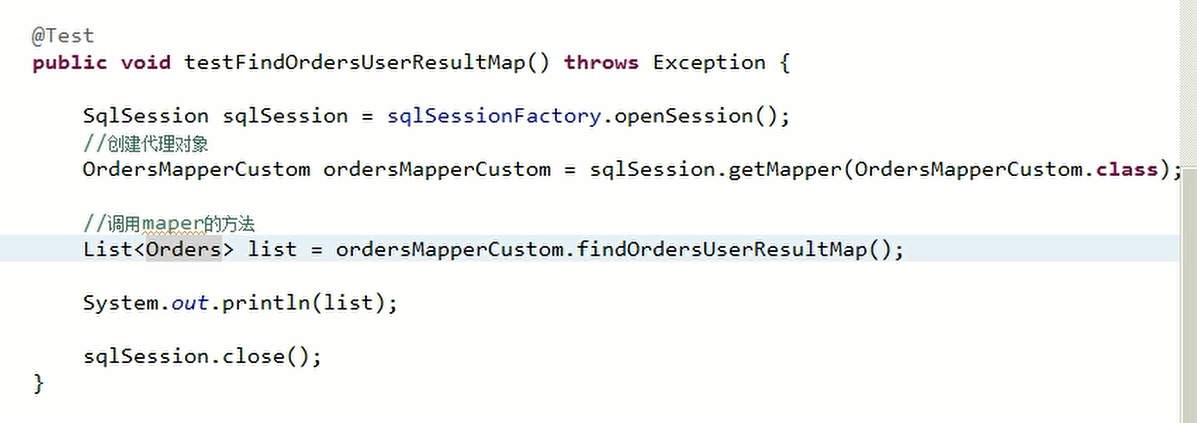 @Test
public void testFindOrdersUserResultMap() throws Exception {
SqlSession sqlSession = sqlSessionFactory.openSession();
//创建代理对象
OrdersMapperCustom ordersMapperCustom = sqlSession.getMapper(OrdersMapperCustom.class);
//调用maper的方法
List<Orders> list = ordersMapperCustom.findOrdersUserResultMap();
System.out.println(list);
sqlSession.close();
}